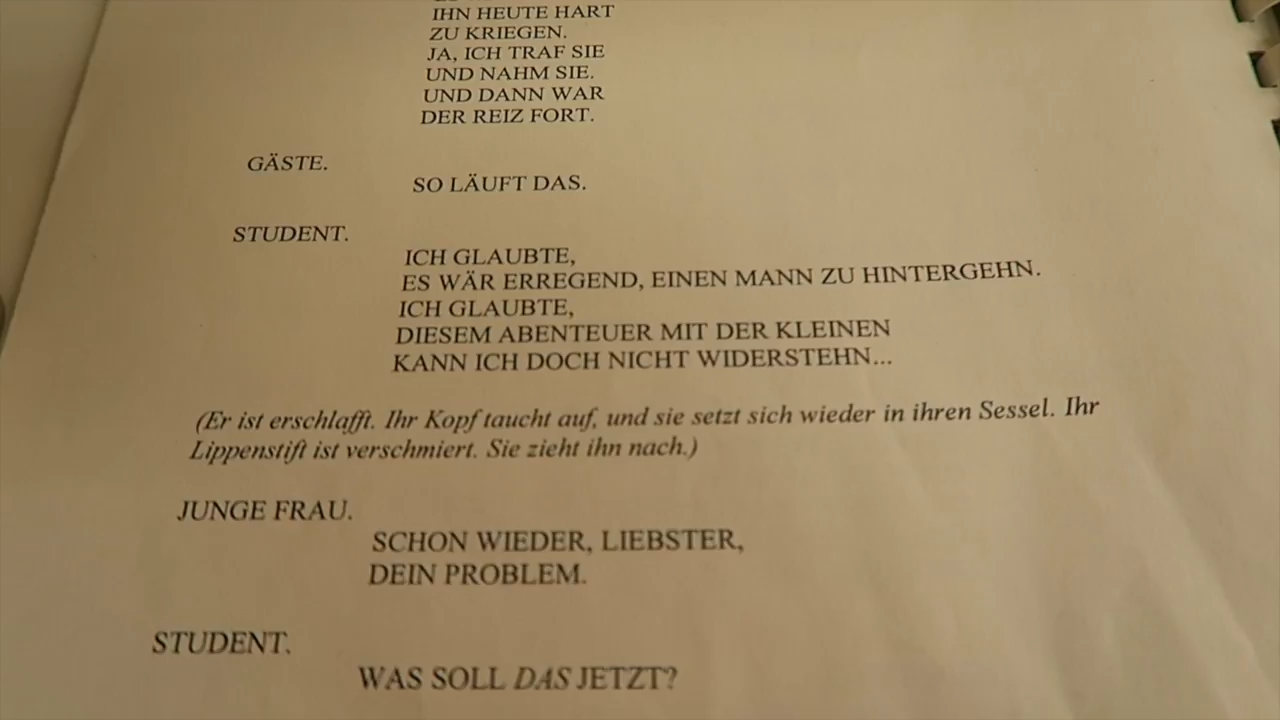 IHN HEUTE HART
ZU KRIEGEN.
JA, ICH TRAF SIE
UND NAHM SIE.
UND DANN WAR
DER REIZ FORT.
GÄSTE.
SO LÄUFT DAS.
STUDENT.
ICH GLAUBTE,
ES WÄR ERREGEND, EINEN MANN ZU HINTERGEHN.
ICH GLAUBTE,
DIESEM ABENTEUER MIT DER KLEINEN
KANN ICH DOCH NICHT WIDERSTEHN...
(Er ist erschlafft. Ihr Kopf taucht auf, und sie setzt sich wieder in ihren Sessel. Ihr
Lippenstift ist verschmiert. Sie zieht ihn nach.)
JUNGE FRAU.
SCHON WIEDER, LIEBSTER,
DEIN PROBLEM.
STUDENT.
WAS SOLL DAS JETZT?